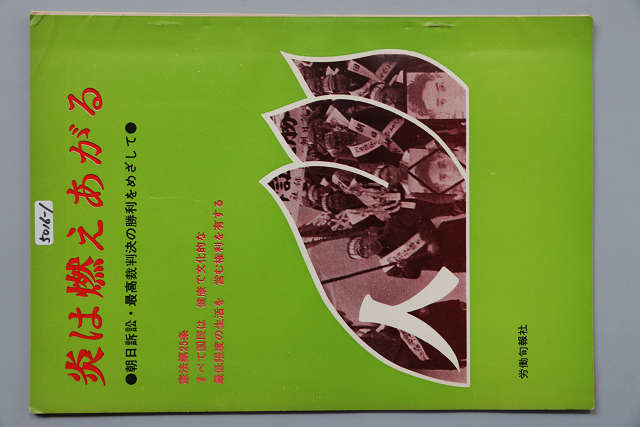 炎は燃えあがる
●朝日訴訟・最高裁判決の勝利をめざして●
憲法第25条
すべて国民は 健康で文化的な
最低限度の生活を 営む権利を有する
労働旬報社
5016-1